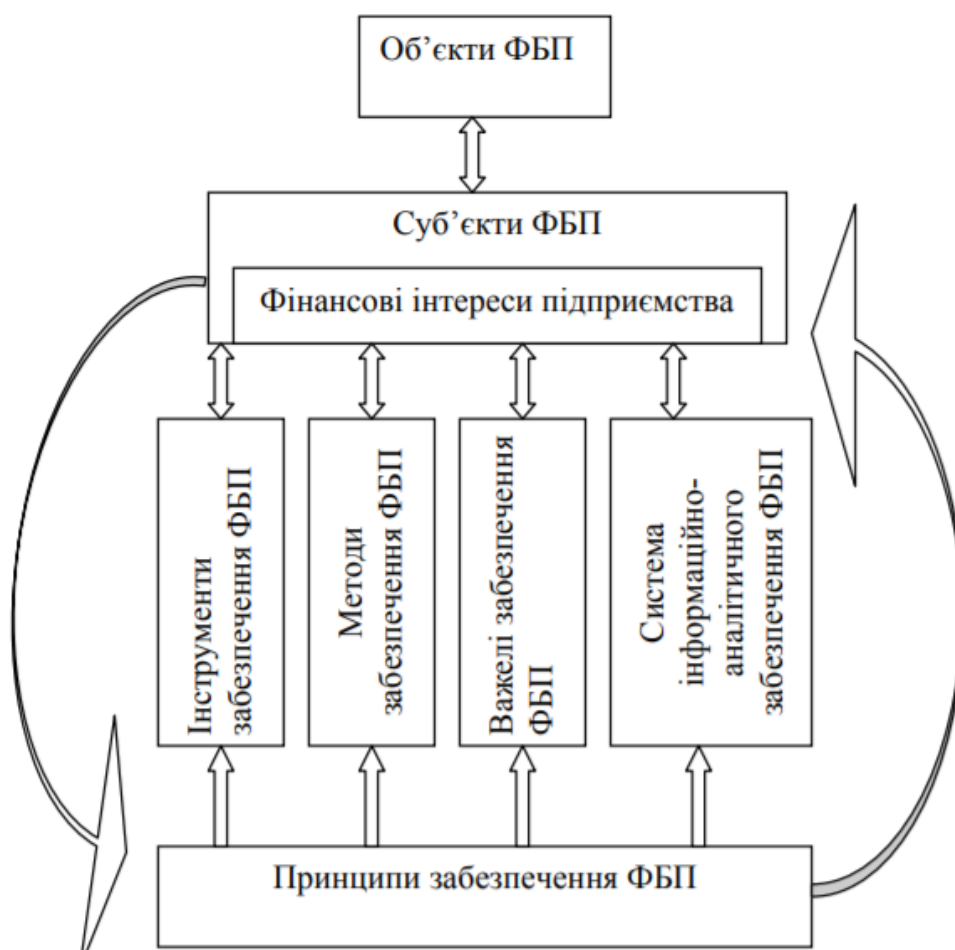 Об’єкти ФБП
Суб’єкти ФБП
Фінансові інтереси підприємства
Інструменти
забезпечення ФБП
Методи
забезпечення ФБП
Важелі забезпечення
ФБП
Система
інформаційно-
аналітичного
забезпечення ФБП
Принципи забезпечення ФБП